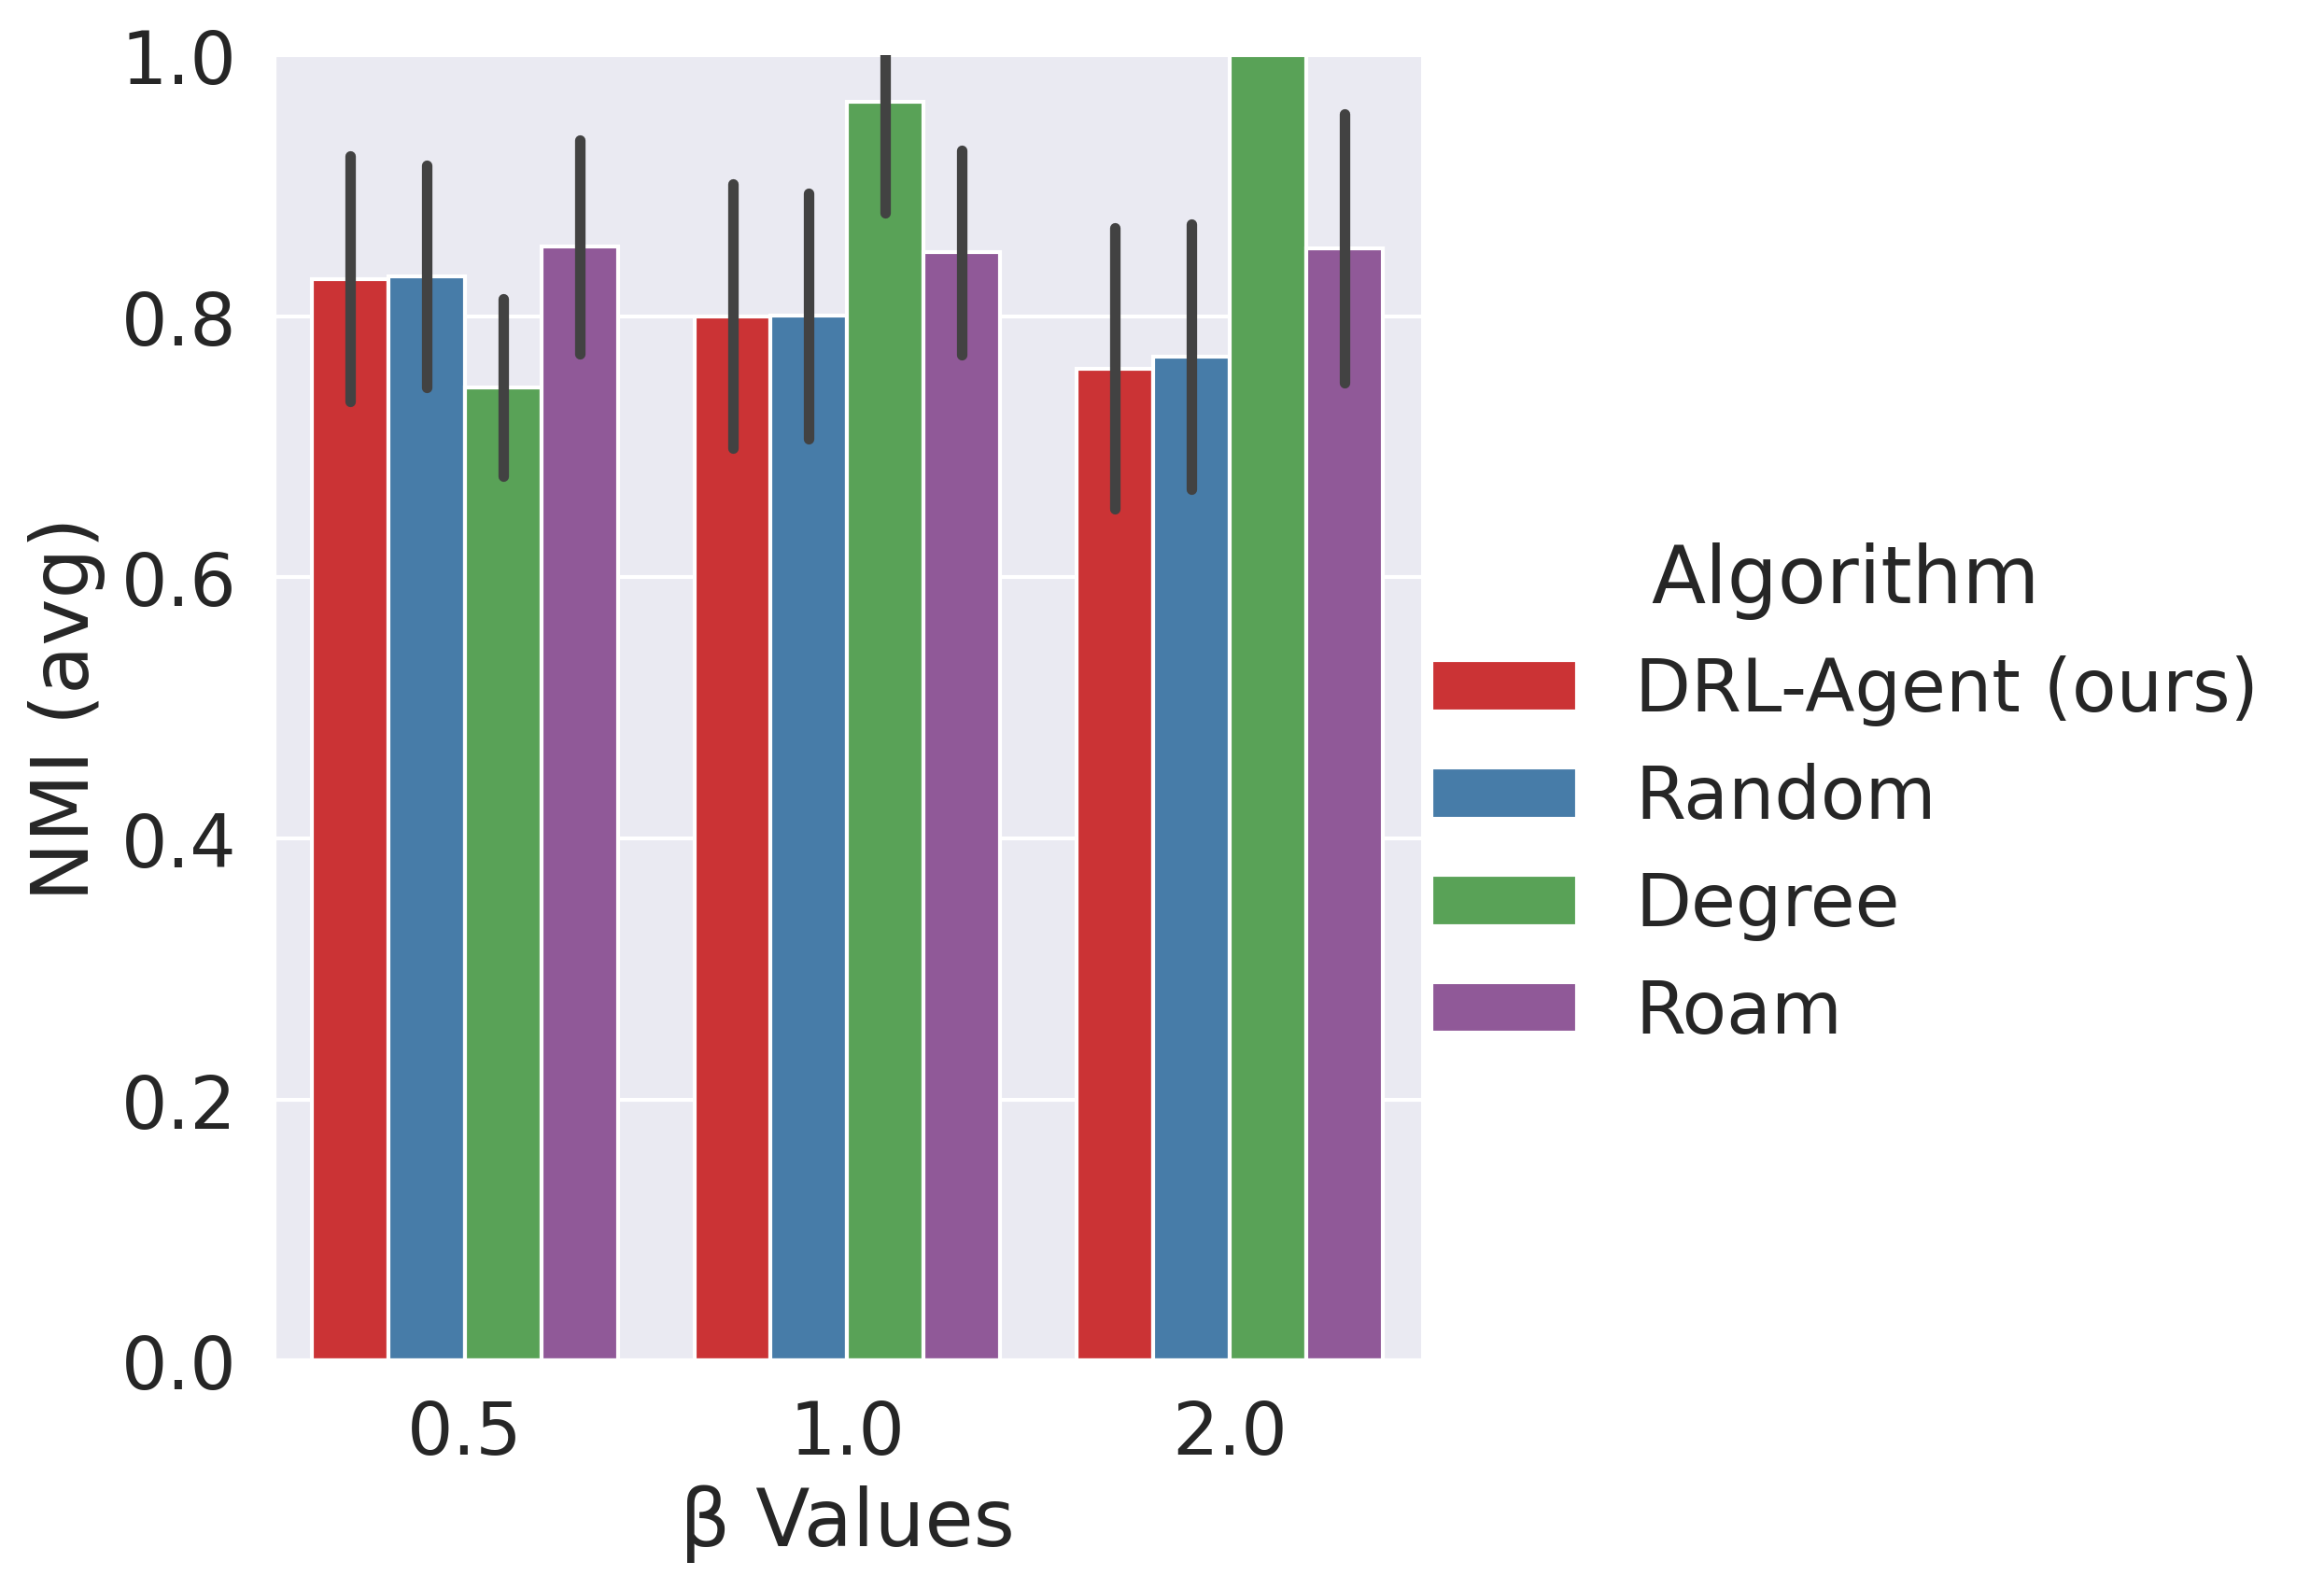 1.0
0.8
0.6
0.4
0.2
0.0
NMI (avg)
0.5 1.0 2.0
β Values
Algorithm
DRL-Agent (ours)
Random
Degree
Roam